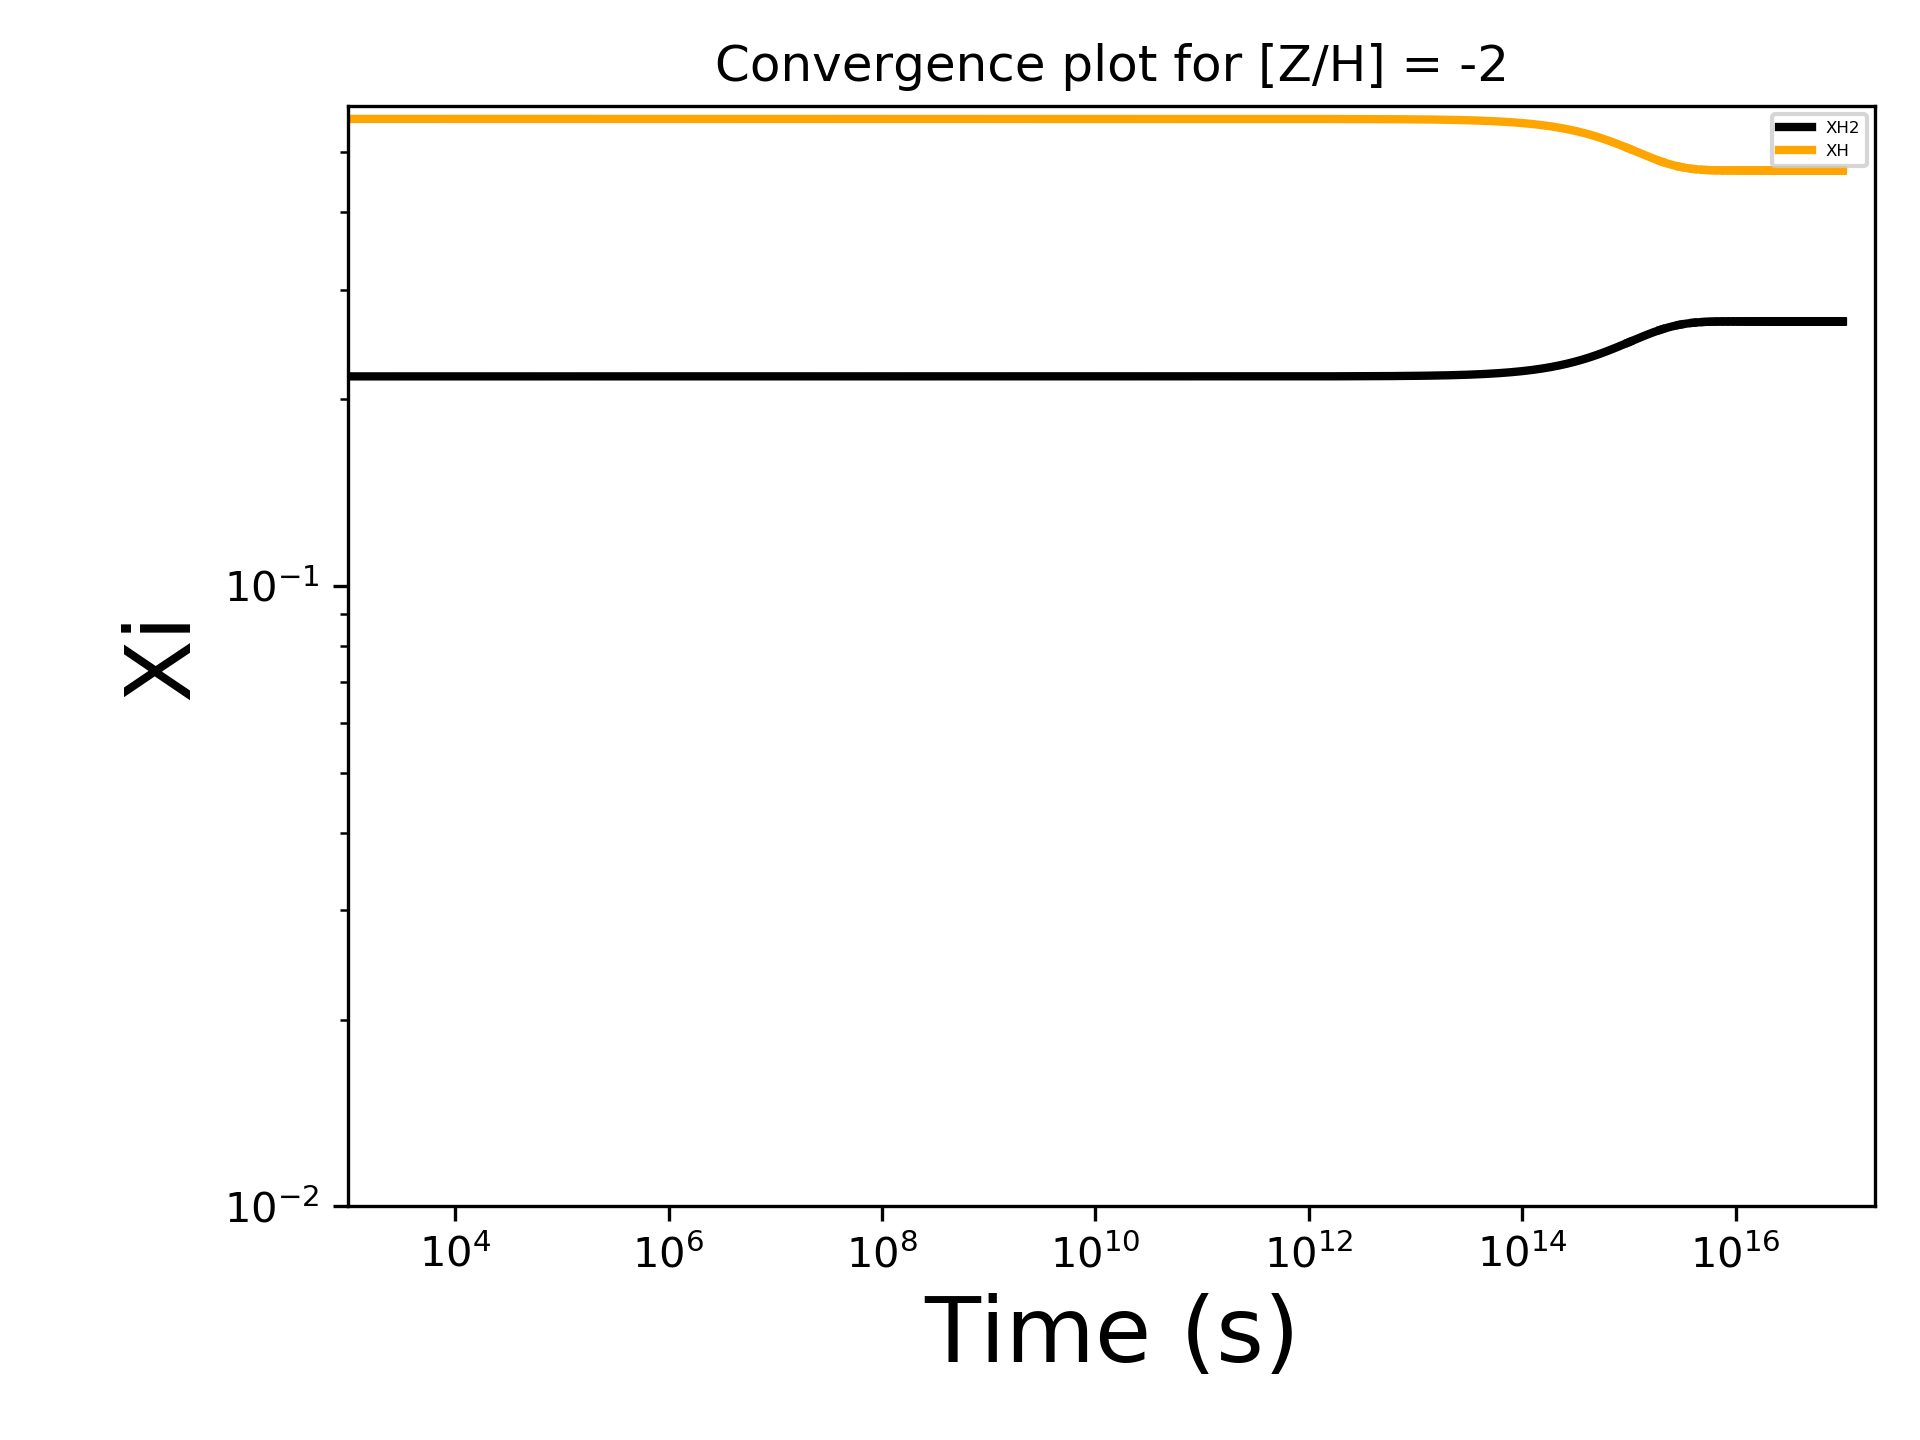 Convergence plot for [Z/H] = -2
XH2
XH
Xi
10⁻¹
10⁻²
10⁴ 10⁶ 10⁸ 10¹⁰ 10¹² 10¹⁴ 10¹⁶
Time (s)